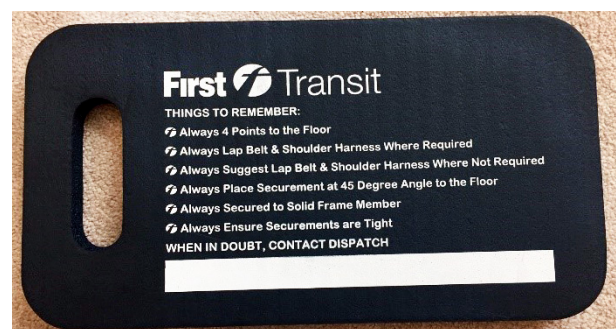 First Transit
THINGS TO REMEMBER:
Always 4 Points to the Floor
Always Lap Belt & Shoulder Harness Where Required
Always Suggest Lap Belt & Shoulder Harness Where Not Required
Always Place Securement at 45 Degree Angle to the Floor
Always Secured to Solid Frame Member
Always Ensure Securements are Tight
WHEN IN DOUBT, CONTACT DISPATCH